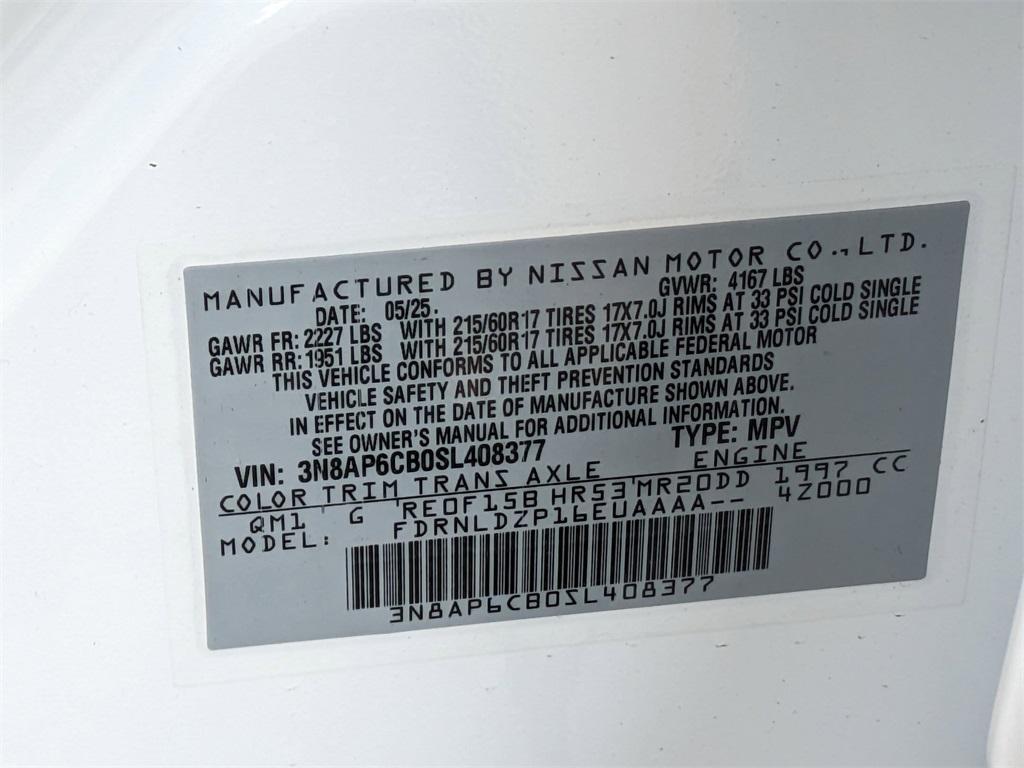 MANUFACTURED BY NISSAN MOTOR CO., LTD.
DATE: 05/25. GVWR: 4167 LBS
GAWR FR: 2227 LBS WITH 215/60R17 TIRES 17X7.0J RIMS AT 33 PSI COLD SINGLE
GAWR RR: 1951 LBS WITH 215/60R17 TIRES 17X7.0J RIMS AT 33 PSI COLD SINGLE
THIS VEHICLE CONFORMS TO ALL APPLICABLE FEDERAL MOTOR
VEHICLE SAFETY AND THEFT PREVENTION STANDARDS
IN EFFECT ON THE DATE OF MANUFACTURE SHOWN ABOVE.
SEE OWNER'S MANUAL FOR ADDITIONAL INFORMATION.
VIN: 3N8AP6CB0SL408377 TYPE: MPV
COLOR TRIM TRANS AXLE ENGINE
QM1 G RE0F15B HR53 MR20DD 1997 CC
MODEL: FDRNLDZP16EUAAAA-- 4Z000
3N8AP6CB0SL408377